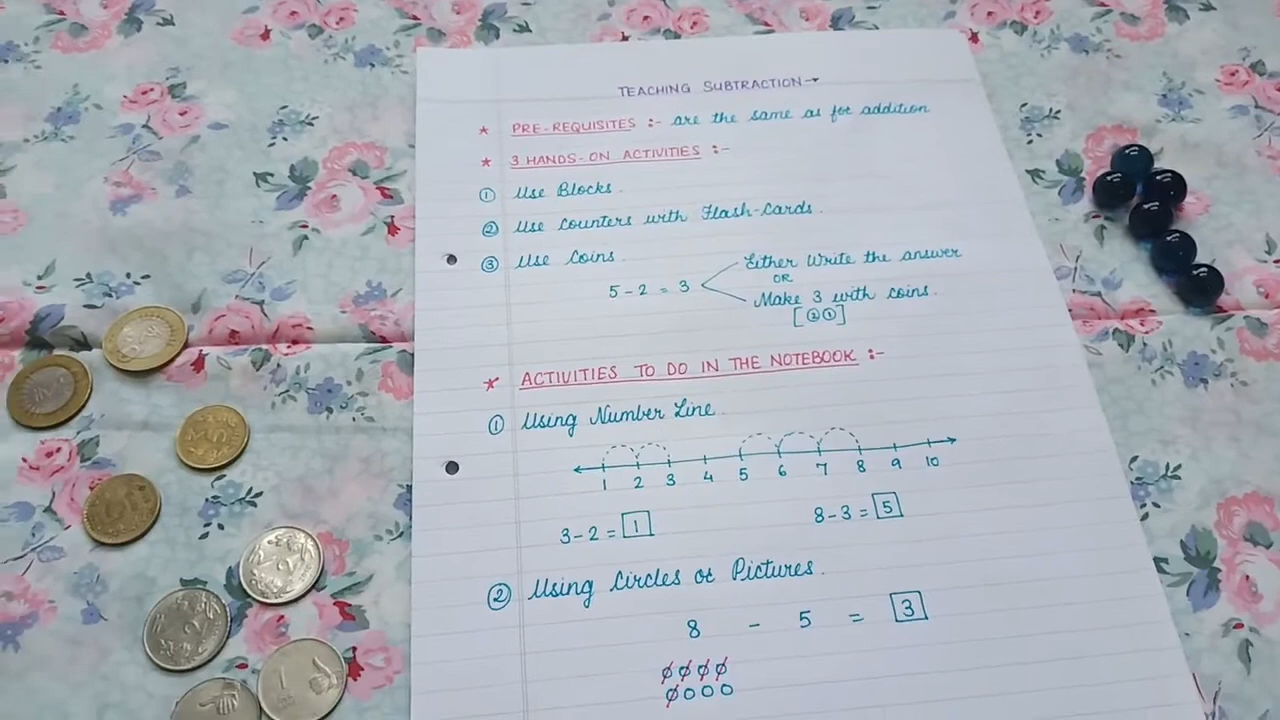 TEACHING SUBTRACTION→
* PRE-REQUISITES :- are the same as for addition
* 3 HANDS-ON ACTIVITIES :-
① Use Blocks.
② Use Counters with Flash-Cards.
③ Use Coins.
5 - 2 = 3
Either Write the answer
OR
Make 3 with coins.
[②①]
* ACTIVITIES TO DO IN THE NOTEBOOK :-
① Using Number Line.
1 2 3 4 5 6 7 8 9 10
3 - 2 = 1
8 - 3 = 5
② Using Circles or Pictures.
8 - 5 = 3